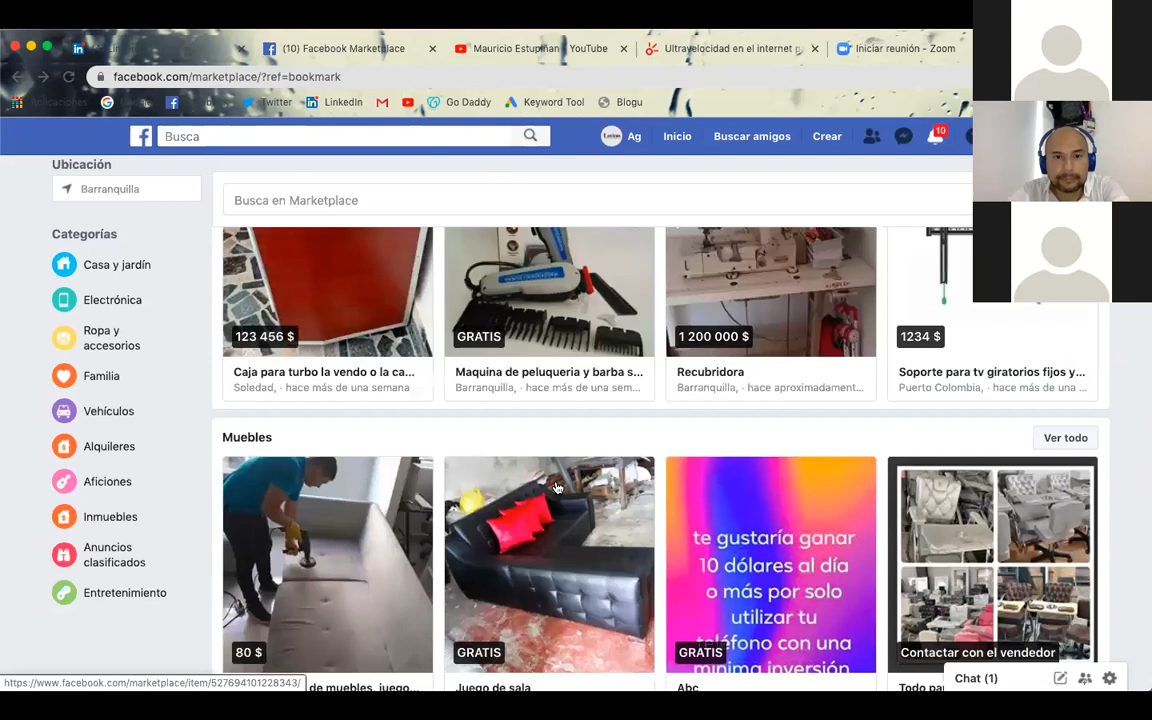 (10) Facebook Marketplace
Mauricio Estupiñan - YouTube
Ultravelocidad en el internet p
Iniciar reunión - Zoom
facebook.com/marketplace/?ref=bookmark
Aplicaciones
Twitter
LinkedIn
Go Daddy
Keyword Tool
Blogu
Busca
Ag
Inicio
Buscar amigos
Crear
10
Ubicación
Barranquilla
Busca en Marketplace
Categorías
Casa y jardín
Electrónica
Ropa y
accesorios
Familia
Vehículos
Alquileres
Aficiones
Inmuebles
Anuncios
clasificados
Entretenimiento
123 456 $
GRATIS
1 200 000 $
1234 $
Caja para turbo la vendo o la ca...
Maquina de peluqueria y barba s...
Recubridora
Soporte para tv giratorios fijos y...
Soledad, · hace más de una semana
Barranquilla, · hace más de una sem...
Barranquilla, · hace aproximadament...
Puerto Colombia, · hace más de una ...
Muebles
Ver todo
te gustaría ganar
10 dólares al día
o más por solo
utilizar tu
teléfono con una
mínima inversión
80 $
GRATIS
GRATIS
Contactar con el vendedor
https://www.facebook.com/marketplace/item/527694101228343/
de muebles, juego...
Juego de sala
Abc
Todo pa
Chat (1)